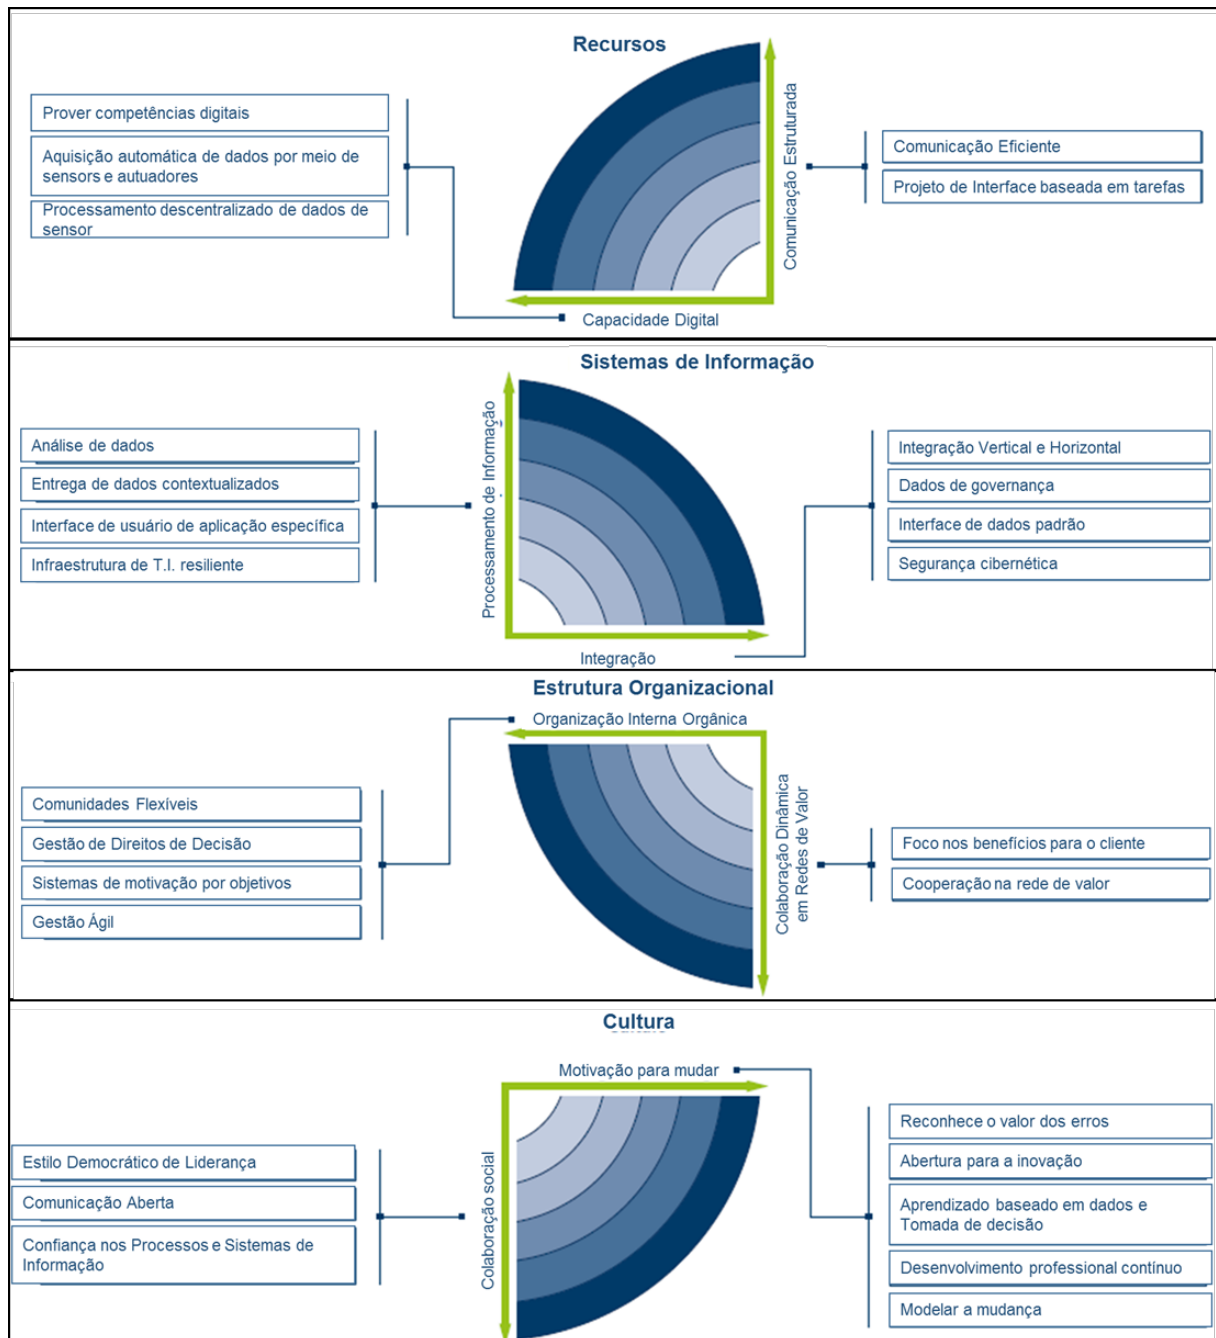 Recursos
Prover competências digitais
Aquisição automática de dados por meio de
sensors e autuadores
Processamento descentralizado de dados de
sensor
Comunicação Estruturada
Comunicação Eficiente
Projeto de Interface baseada em tarefas
Capacidade Digital
Sistemas de Informação
Análise de dados
Entrega de dados contextualizados
Interface de usuário de aplicação específica
Infraestrutura de T.I. resiliente
Processamento de Informação
Integração Vertical e Horizontal
Dados de governança
Interface de dados padrão
Segurança cibernética
Integração
Estrutura Organizacional
Organização Interna Orgânica
Comunidades Flexíveis
Gestão de Direitos de Decisão
Sistemas de motivação por objetivos
Gestão Ágil
Colaboração Dinâmica
em Redes de Valor
Foco nos benefícios para o cliente
Cooperação na rede de valor
Cultura
Motivação para mudar
Estilo Democrático de Liderança
Comunicação Aberta
Confiança nos Processos e Sistemas de
Informação
Colaboração social
Reconhece o valor dos erros
Abertura para a inovação
Aprendizado baseado em dados e
Tomada de decisão
Desenvolvimento professional contínuo
Modelar a mudança